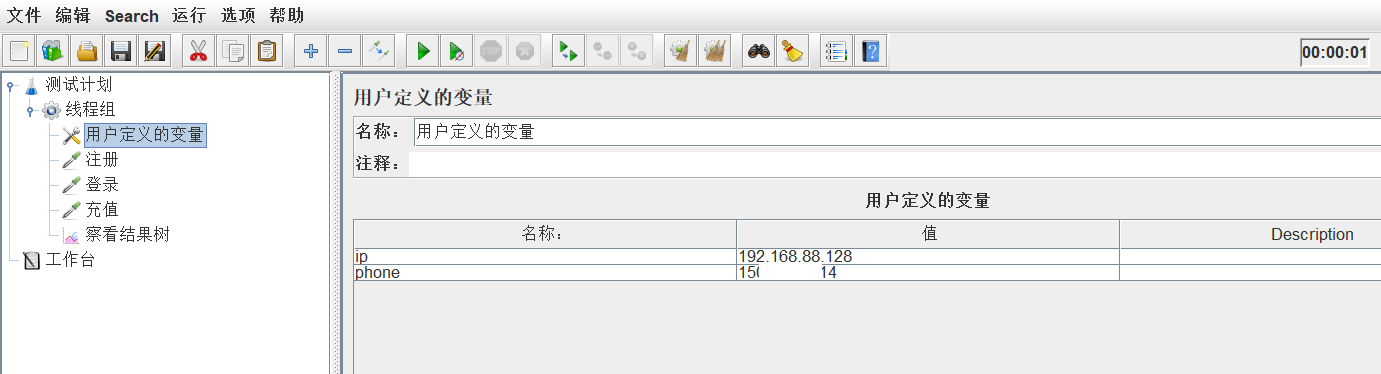 文件 编辑 Search 运行 选项 帮助
STOP
00:00:01
测试计划
线程组
用户定义的变量
注册
登录
充值
察看结果树
工作台
用户定义的变量
名称: 用户定义的变量
注释:
用户定义的变量
名称: 值 Description
ip 192.168.88.128
phone 15 14